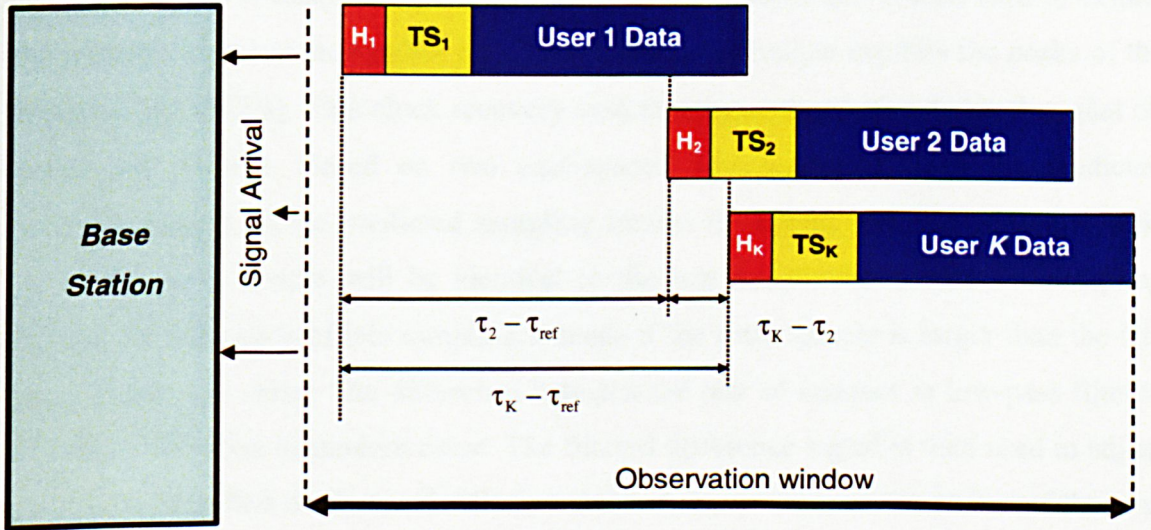 H1 TS1 User 1 Data
H2 TS2 User 2 Data
HK TSK User K Data
Base
Station
Signal Arrival
τ2 − τref
τK − τ2
τK − τref
Observation window